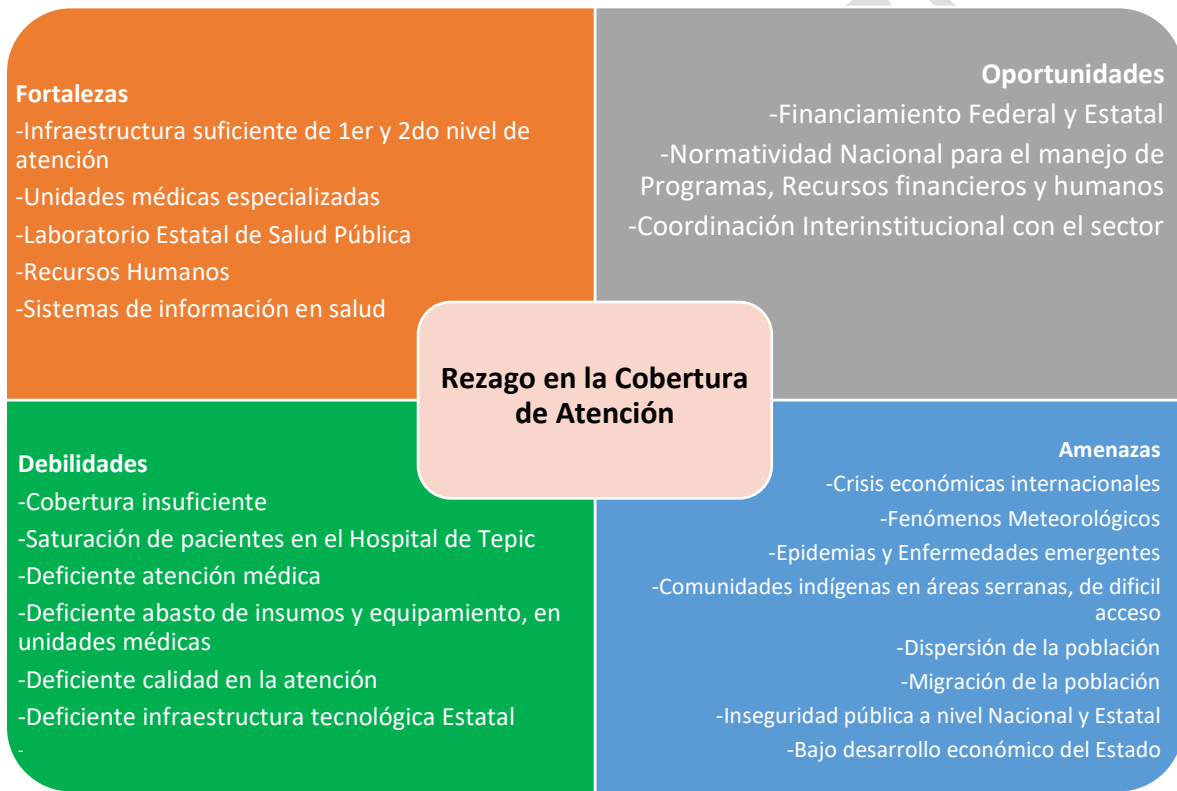 Fortalezas
-Infraestructura suficiente de 1er y 2do nivel de
atención
-Unidades médicas especializadas
-Laboratorio Estatal de Salud Pública
-Recursos Humanos
-Sistemas de información en salud
Oportunidades
-Financiamiento Federal y Estatal
-Normatividad Nacional para el manejo de
Programas, Recursos financieros y humanos
-Coordinación Interinstitucional con el sector
Rezago en la Cobertura
de Atención
Debilidades
-Cobertura insuficiente
-Saturación de pacientes en el Hospital de Tepic
-Deficiente atención médica
-Deficiente abasto de insumos y equipamiento, en
unidades médicas
-Deficiente calidad en la atención
-Deficiente infraestructura tecnológica Estatal
-
Amenazas
-Crisis económicas internacionales
-Fenómenos Meteorológicos
-Epidemias y Enfermedades emergentes
-Comunidades indígenas en áreas serranas, de dificil
acceso
-Dispersión de la población
-Migración de la población
-Inseguridad pública a nivel Nacional y Estatal
-Bajo desarrollo económico del Estado